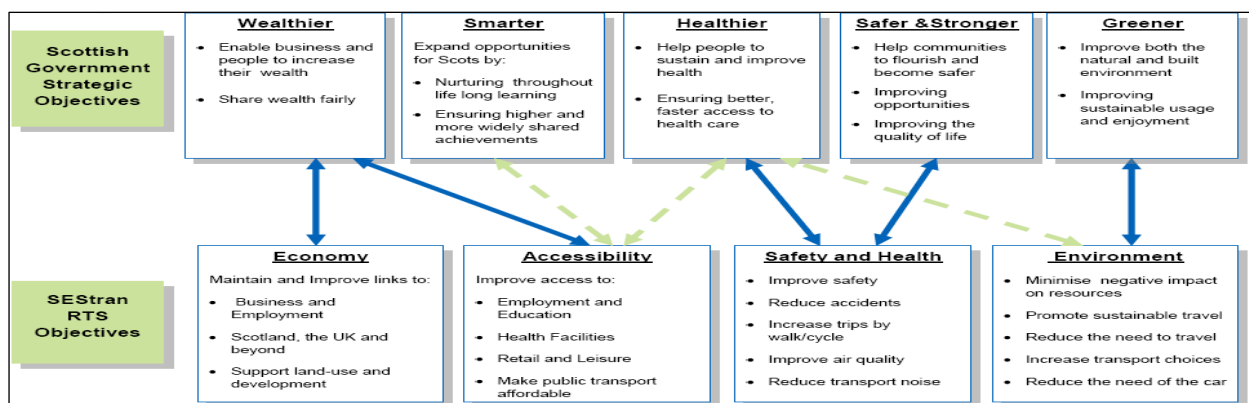 Scottish
Government
Strategic
Objectives
Wealthier
• Enable business and
people to increase
their wealth
• Share wealth fairly
Smarter
Expand opportunities
for Scots by:
• Nurturing throughout
life long learning
• Ensuring higher and
more widely shared
achievements
Healthier
• Help people to
sustain and improve
health
• Ensuring better,
faster access to
health care
Safer &Stronger
• Help communities
to flourish and
become safer
• Improving
opportunities
• Improving the
quality of life
Greener
• Improve both the
natural and built
environment
• Improving
sustainable usage
and enjoyment
SEStran
RTS
Objectives
Economy
Maintain and Improve links to:
• Business and
Employment
• Scotland, the UK and
beyond
• Support land-use and
development
Accessibility
Improve access to:
• Employment and
Education
• Health Facilities
• Retail and Leisure
• Make public transport
affordable
Safety and Health
• Improve safety
• Reduce accidents
• Increase trips by
walk/cycle
• Improve air quality
• Reduce transport noise
Environment
• Minimise negative impact
on resources
• Promote sustainable travel
• Reduce the need to travel
• Increase transport choices
• Reduce the need of the car